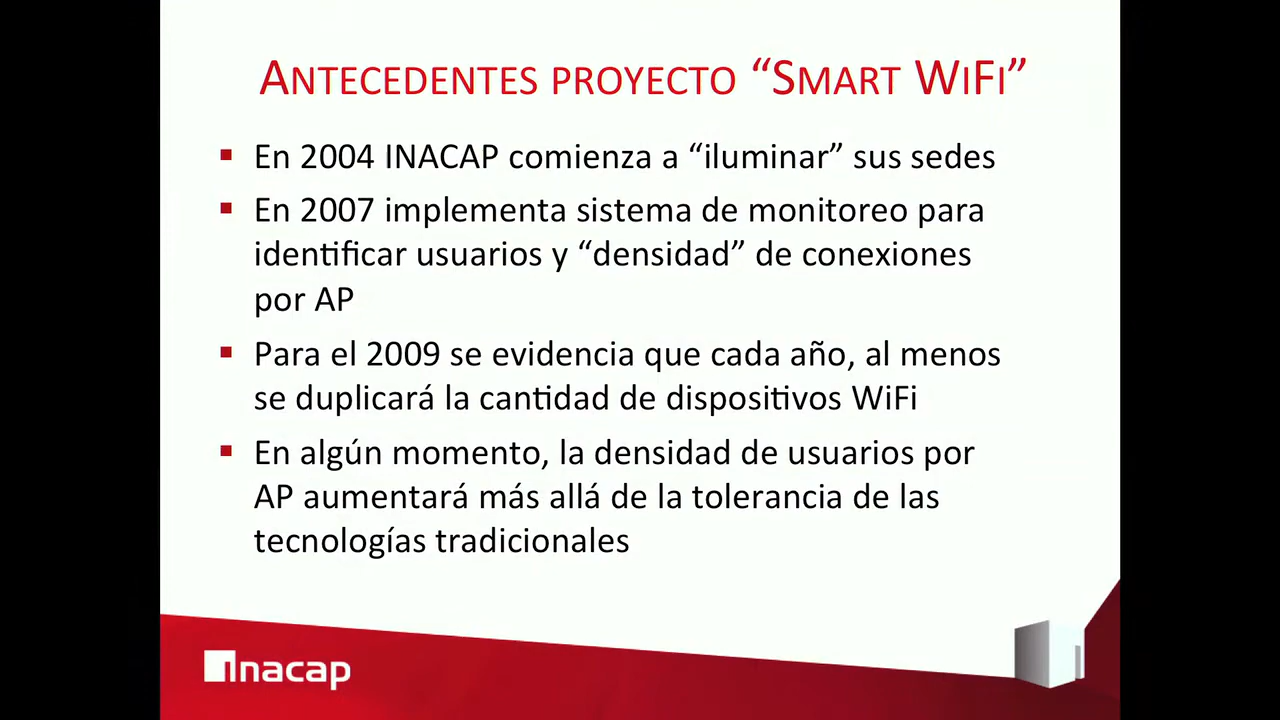 ANTECEDENTES PROYECTO “SMART WIFI”
▪ En 2004 INACAP comienza a “iluminar” sus sedes
▪ En 2007 implementa sistema de monitoreo para
identificar usuarios y “densidad” de conexiones
por AP
▪ Para el 2009 se evidencia que cada año, al menos
se duplicará la cantidad de dispositivos WiFi
▪ En algún momento, la densidad de usuarios por
AP aumentará más allá de la tolerancia de las
tecnologías tradicionales
Inacap